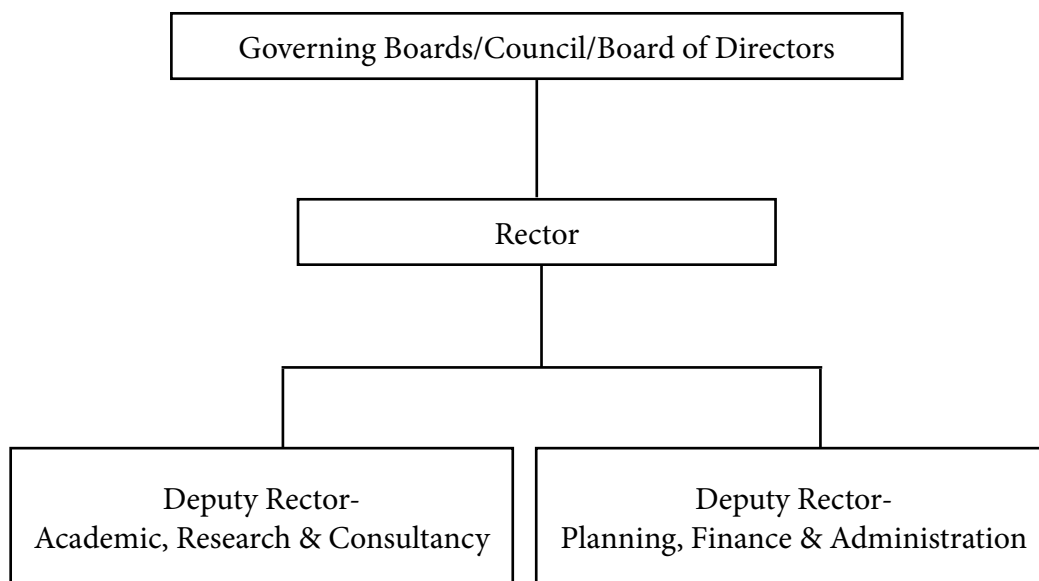 Governing Boards/Council/Board of Directors
Rector
Deputy Rector-
Academic, Research & Consultancy
Deputy Rector-
Planning, Finance & Administration